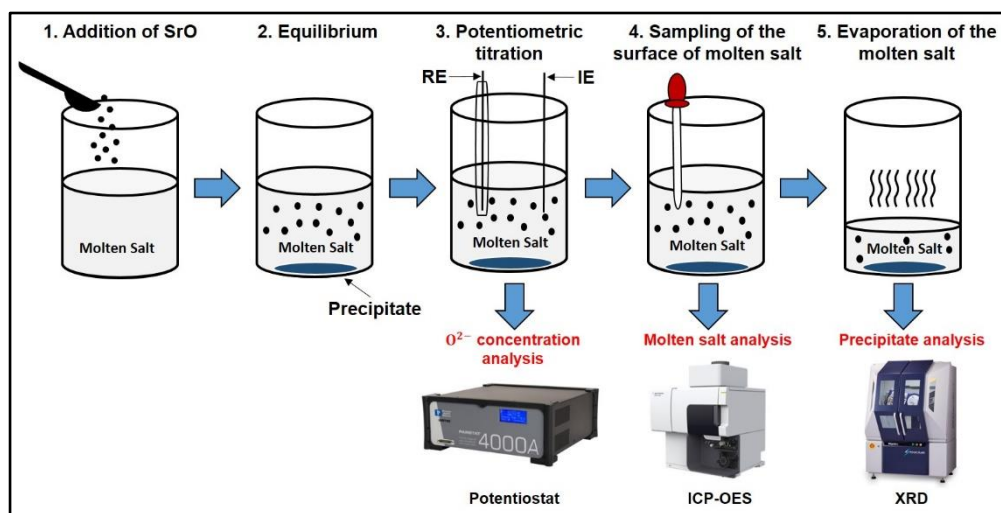 1. Addition of SrO
2. Equilibrium
3. Potentiometric
titration
4. Sampling of the
surface of molten salt
5. Evaporation of the
molten salt
RE
IE
Molten Salt
Molten Salt
Molten Salt
Molten Salt
Molten Salt
Precipitate
O²⁻ concentration
analysis
Molten salt analysis
Precipitate analysis
4000A
Potentiostat
ICP-OES
XRD